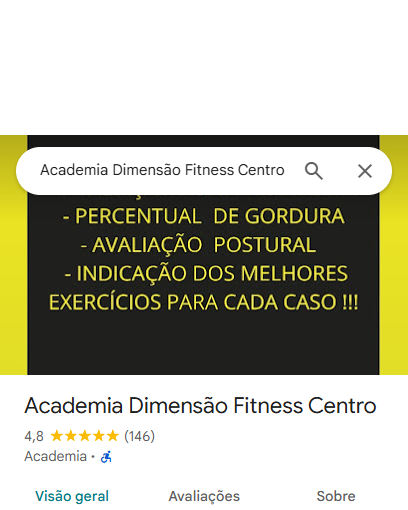 Academia Dimensão Fitness Centro
- PERCENTUAL DE GORDURA
- AVALIAÇÃO POSTURAL
- INDICAÇÃO DOS MELHORES
EXERCÍCIOS PARA CADA CASO !!!
Academia Dimensão Fitness Centro
4,8 (146)
Academia ·
Visão geral Avaliações Sobre